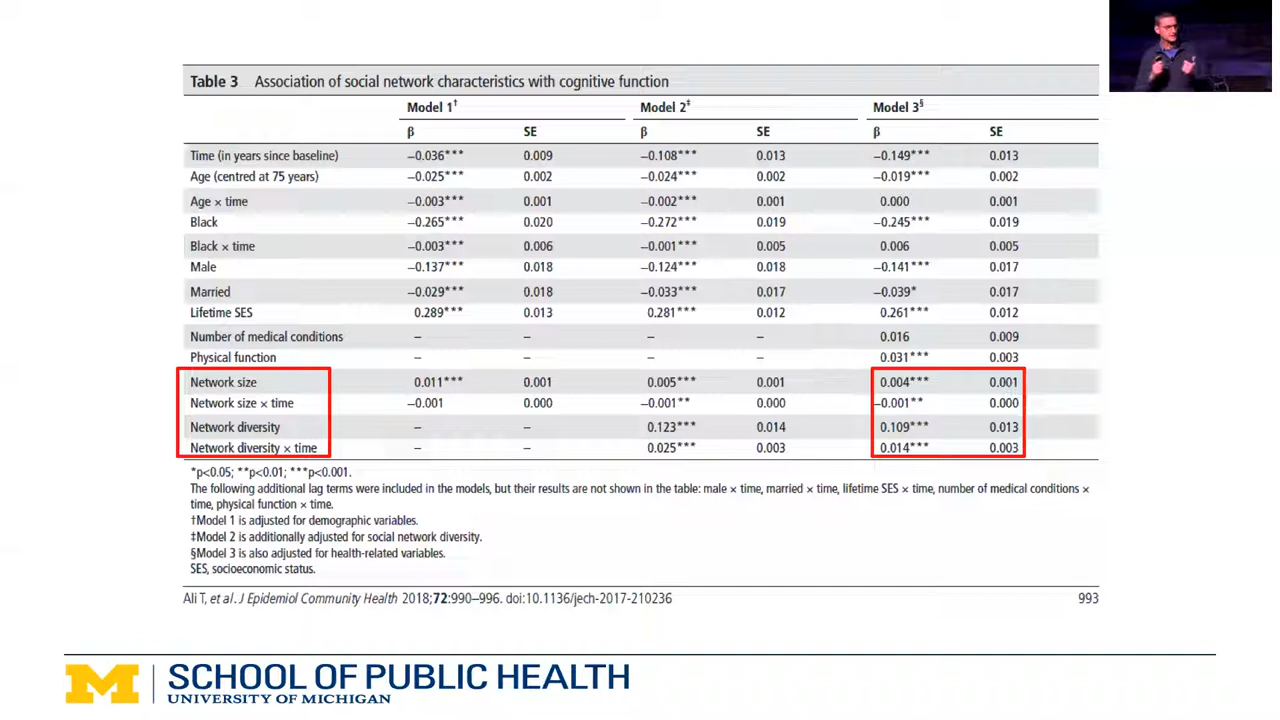 Table 3 Association of social network characteristics with cognitive function
Model 1† Model 2‡ Model 3§
β SE β SE β SE
Time (in years since baseline) −0.036*** 0.009 −0.108*** 0.013 −0.149*** 0.013
Age (centred at 75 years) −0.025*** 0.002 −0.024*** 0.002 −0.019*** 0.002
Age × time −0.003*** 0.001 −0.002*** 0.001 0.000 0.001
Black −0.265*** 0.020 −0.272*** 0.019 −0.245*** 0.019
Black × time −0.003*** 0.006 −0.001*** 0.005 0.006 0.005
Male −0.137*** 0.018 −0.124*** 0.018 −0.141*** 0.017
Married −0.029*** 0.018 −0.033*** 0.017 −0.039* 0.017
Lifetime SES 0.289*** 0.013 0.281*** 0.012 0.261*** 0.012
Number of medical conditions – – – – 0.016 0.009
Physical function – – – – 0.031*** 0.003
Network size 0.011*** 0.001 0.005*** 0.001 0.004*** 0.001
Network size × time −0.001 0.000 −0.001** 0.000 −0.001** 0.000
Network diversity – – 0.123*** 0.014 0.109*** 0.013
Network diversity × time – – 0.025*** 0.003 0.014*** 0.003
*p<0.05; **p<0.01; ***p<0.001.
The following additional lag terms were included in the models, but their results are not shown in the table: male × time, married × time, lifetime SES × time, number of medical conditions ×
time, physical function × time.
†Model 1 is adjusted for demographic variables.
‡Model 2 is additionally adjusted for social network diversity.
§Model 3 is also adjusted for health-related variables.
SES, socioeconomic status.
Ali T, et al. J Epidemiol Community Health 2018;72:990–996. doi:10.1136/jech-2017-210236 993
M SCHOOL OF PUBLIC HEALTH
UNIVERSITY OF MICHIGAN